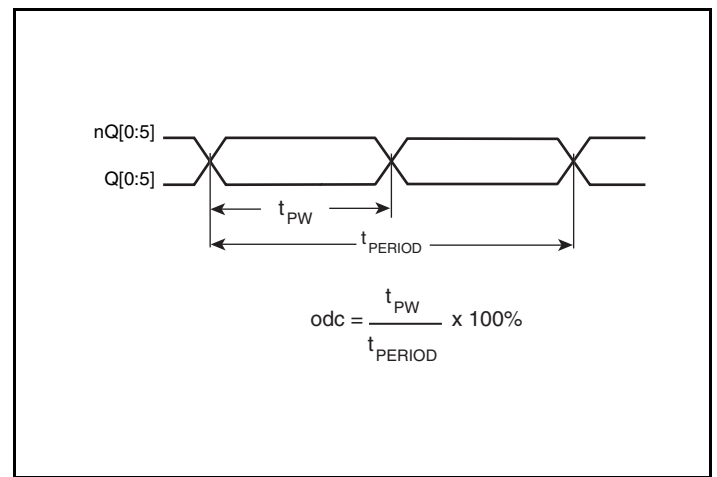 nQ[0:5]
Q[0:5]
tPW
tPERIOD
odc = tPW / tPERIOD x 100%